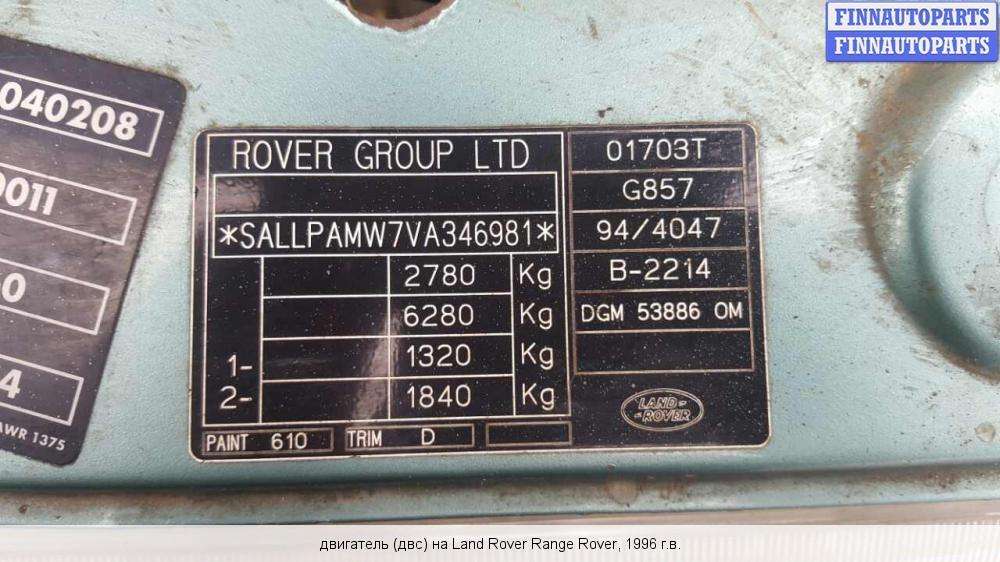 FINNAUTOPARTS
FINNAUTOPARTS
040208
0011
0
4
AWR 1375
ROVER GROUP LTD
*SALLPAMW7VA346981*
2780 Kg
6280 Kg
1- 1320 Kg
2- 1840 Kg
PAINT 610 TRIM D
01703T
G857
94/4047
B-2214
DGM 53886 OM
LAND-
-ROVER
двигатель (двс) на Land Rover Range Rover, 1996 г.в.